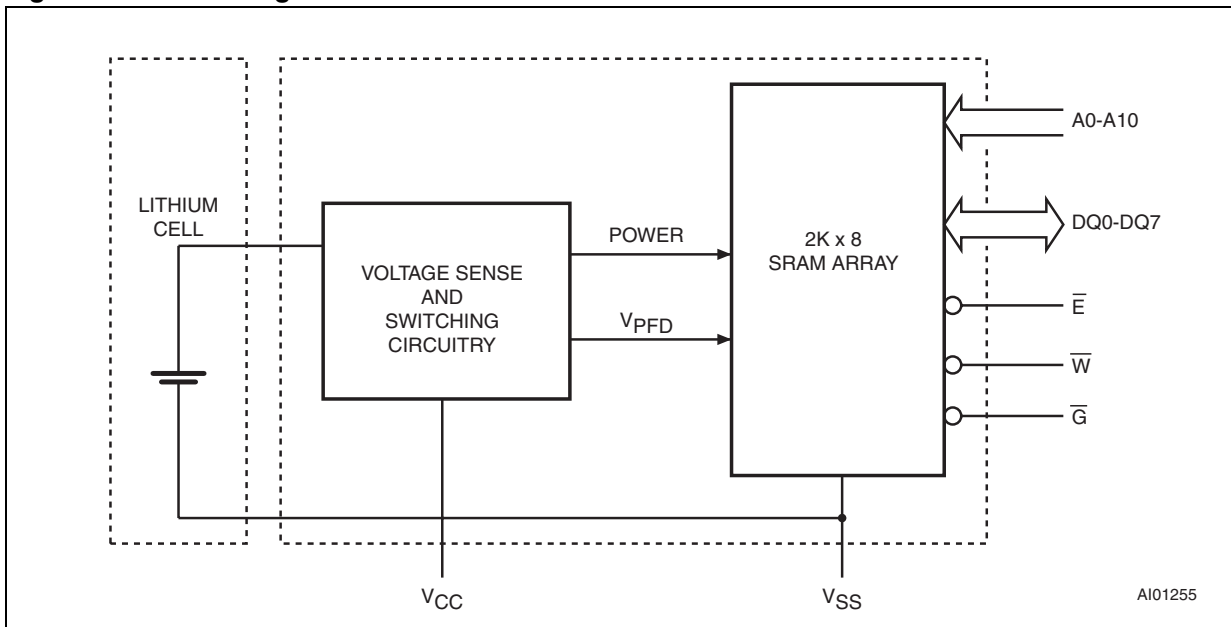 LITHIUM
CELL
VOLTAGE SENSE
AND
SWITCHING
CIRCUITRY
POWER
VPFD
2K x 8
SRAM ARRAY
A0-A10
DQ0-DQ7
E̅
W̅
G̅
VCC
VSS
AI01255